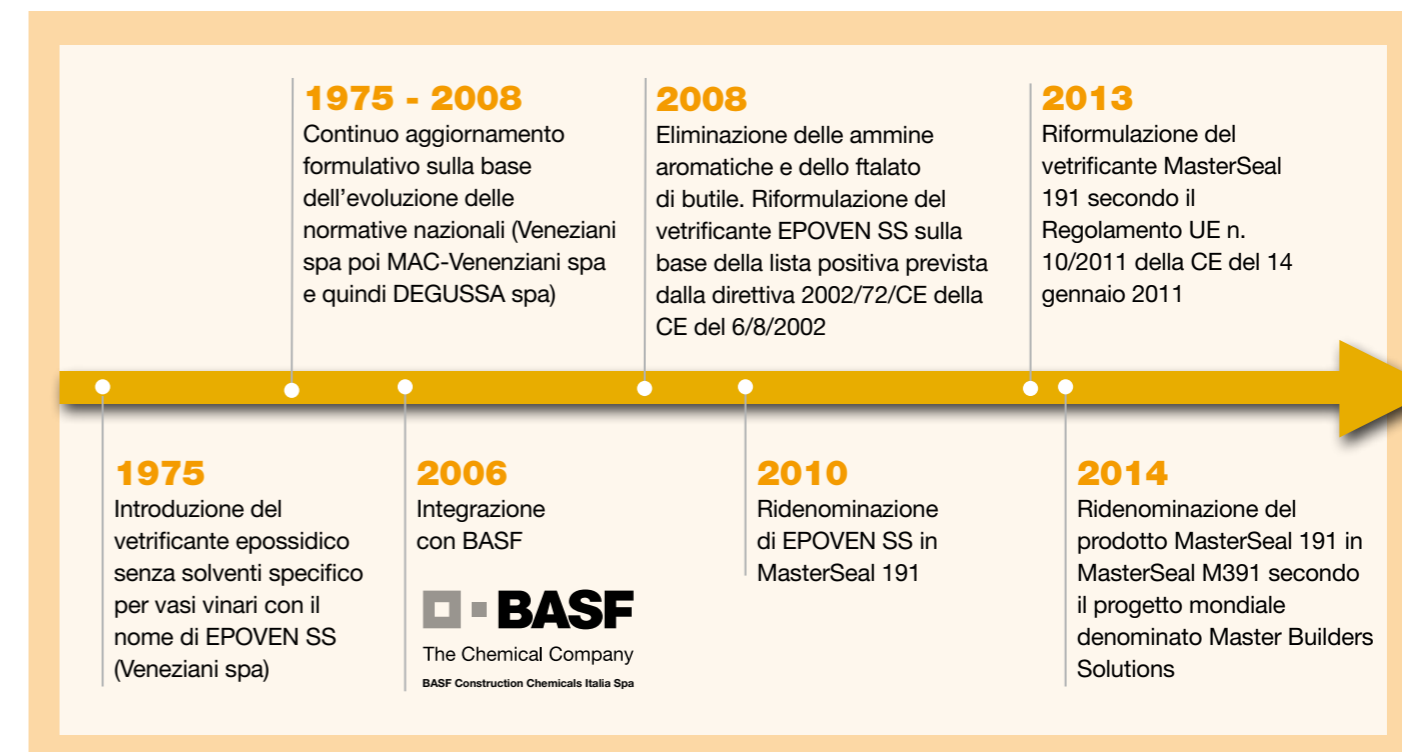 1975 - 2008
Continuo aggiornamento
formulativo sulla base
dell’evoluzione delle
normative nazionali (Veneziani
spa poi MAC-Venenziani spa
e quindi DEGUSSA spa)
2008
Eliminazione delle ammine
aromatiche e dello ftalato
di butile. Riformulazione del
vetrificante EPOVEN SS sulla
base della lista positiva prevista
dalla direttiva 2002/72/CE della
CE del 6/8/2002
2013
Riformulazione del
vetrificante MasterSeal
191 secondo il
Regolamento UE n.
10/2011 della CE del 14
gennaio 2011
1975
Introduzione del
vetrificante epossidico
senza solventi specifico
per vasi vinari con il
nome di EPOVEN SS
(Veneziani spa)
2006
Integrazione
con BASF
BASF
The Chemical Company
BASF Construction Chemicals Italia Spa
2010
Ridenominazione
di EPOVEN SS in
MasterSeal 191
2014
Ridenominazione del
prodotto MasterSeal 191 in
MasterSeal M391 secondo
il progetto mondiale
denominato Master Builders
Solutions